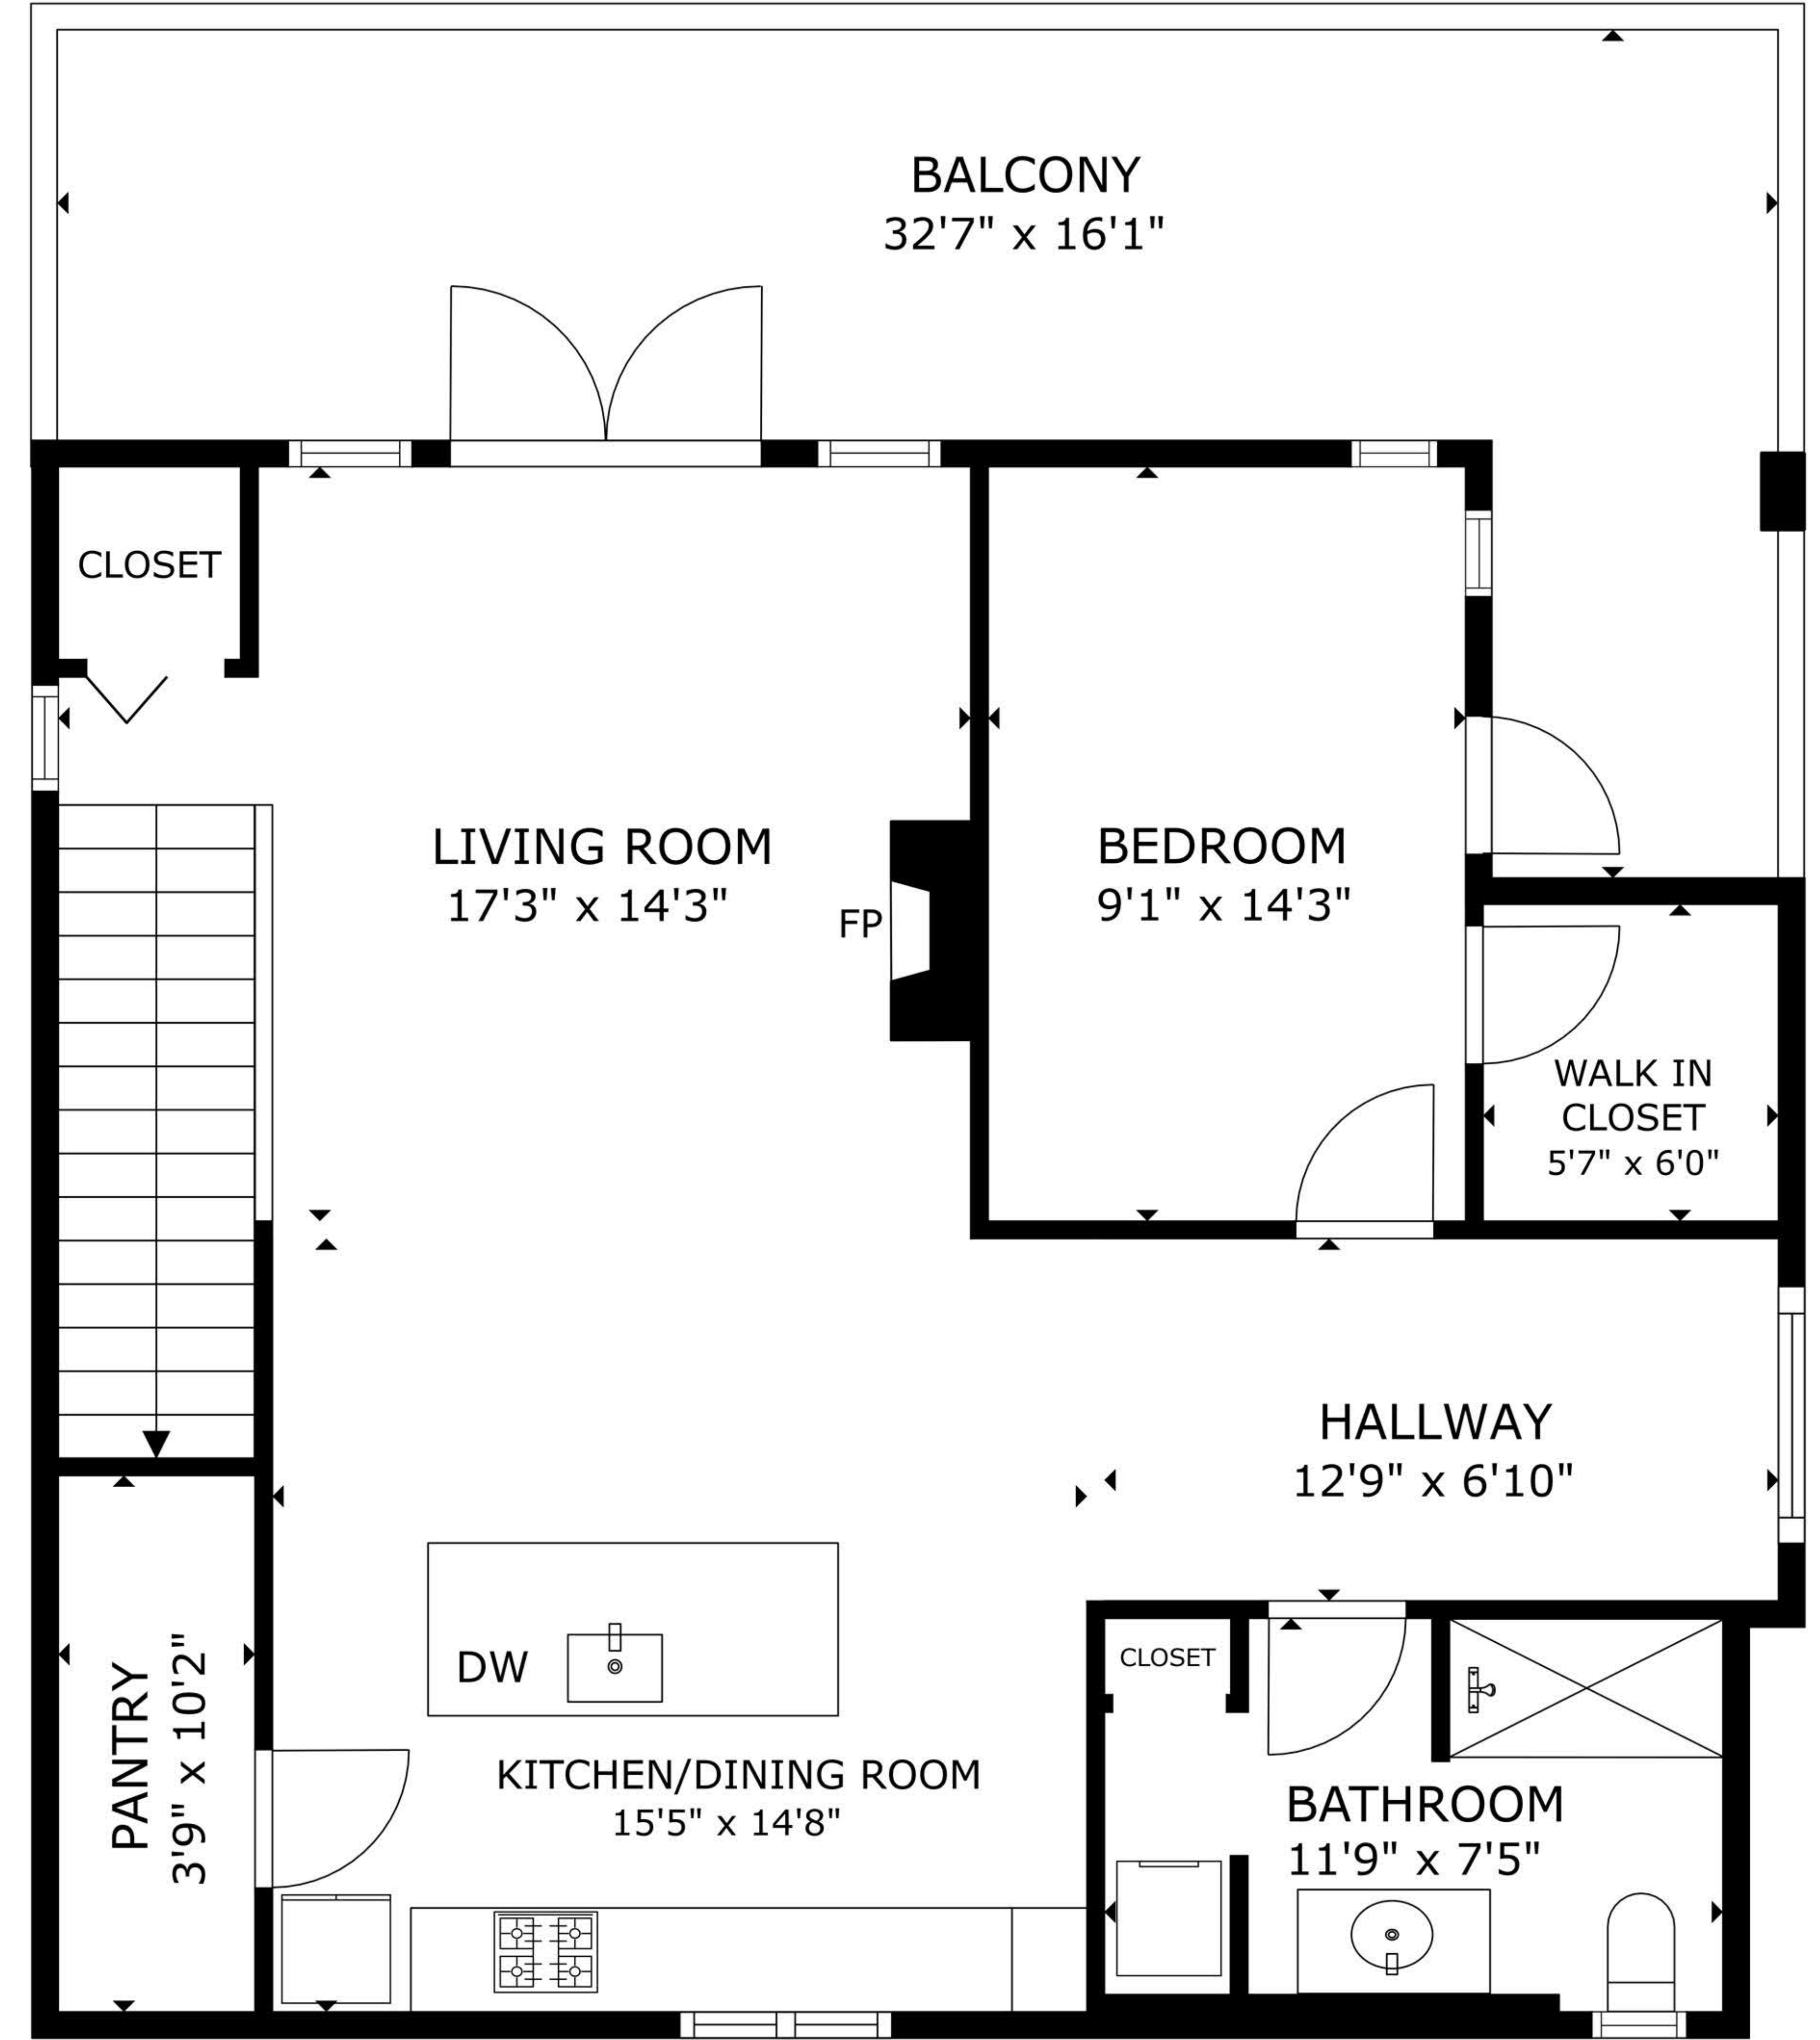 BALCONY
32'7" x 16'1"
CLOSET
LIVING ROOM
17'3" x 14'3"
FP
BEDROOM
9'1" x 14'3"
WALK IN
CLOSET
5'7" x 6'0"
HALLWAY
12'9" x 6'10"
PANTRY
3'9" x 10'2"
DW
KITCHEN/DINING ROOM
15'5" x 14'8"
CLOSET
BATHROOM
11'9" x 7'5"